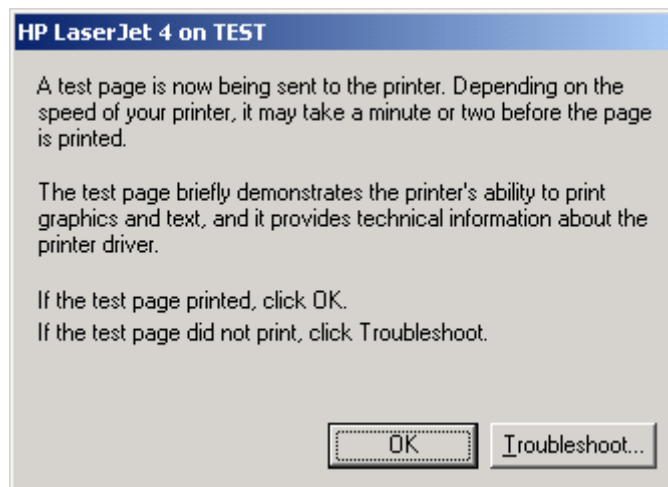 HP LaserJet 4 on TEST
A test page is now being sent to the printer. Depending on the
speed of your printer, it may take a minute or two before the page
is printed.
The test page briefly demonstrates the printer's ability to print
graphics and text, and it provides technical information about the
printer driver.
If the test page printed, click OK.
If the test page did not print, click Troubleshoot.
OK
Troubleshoot...